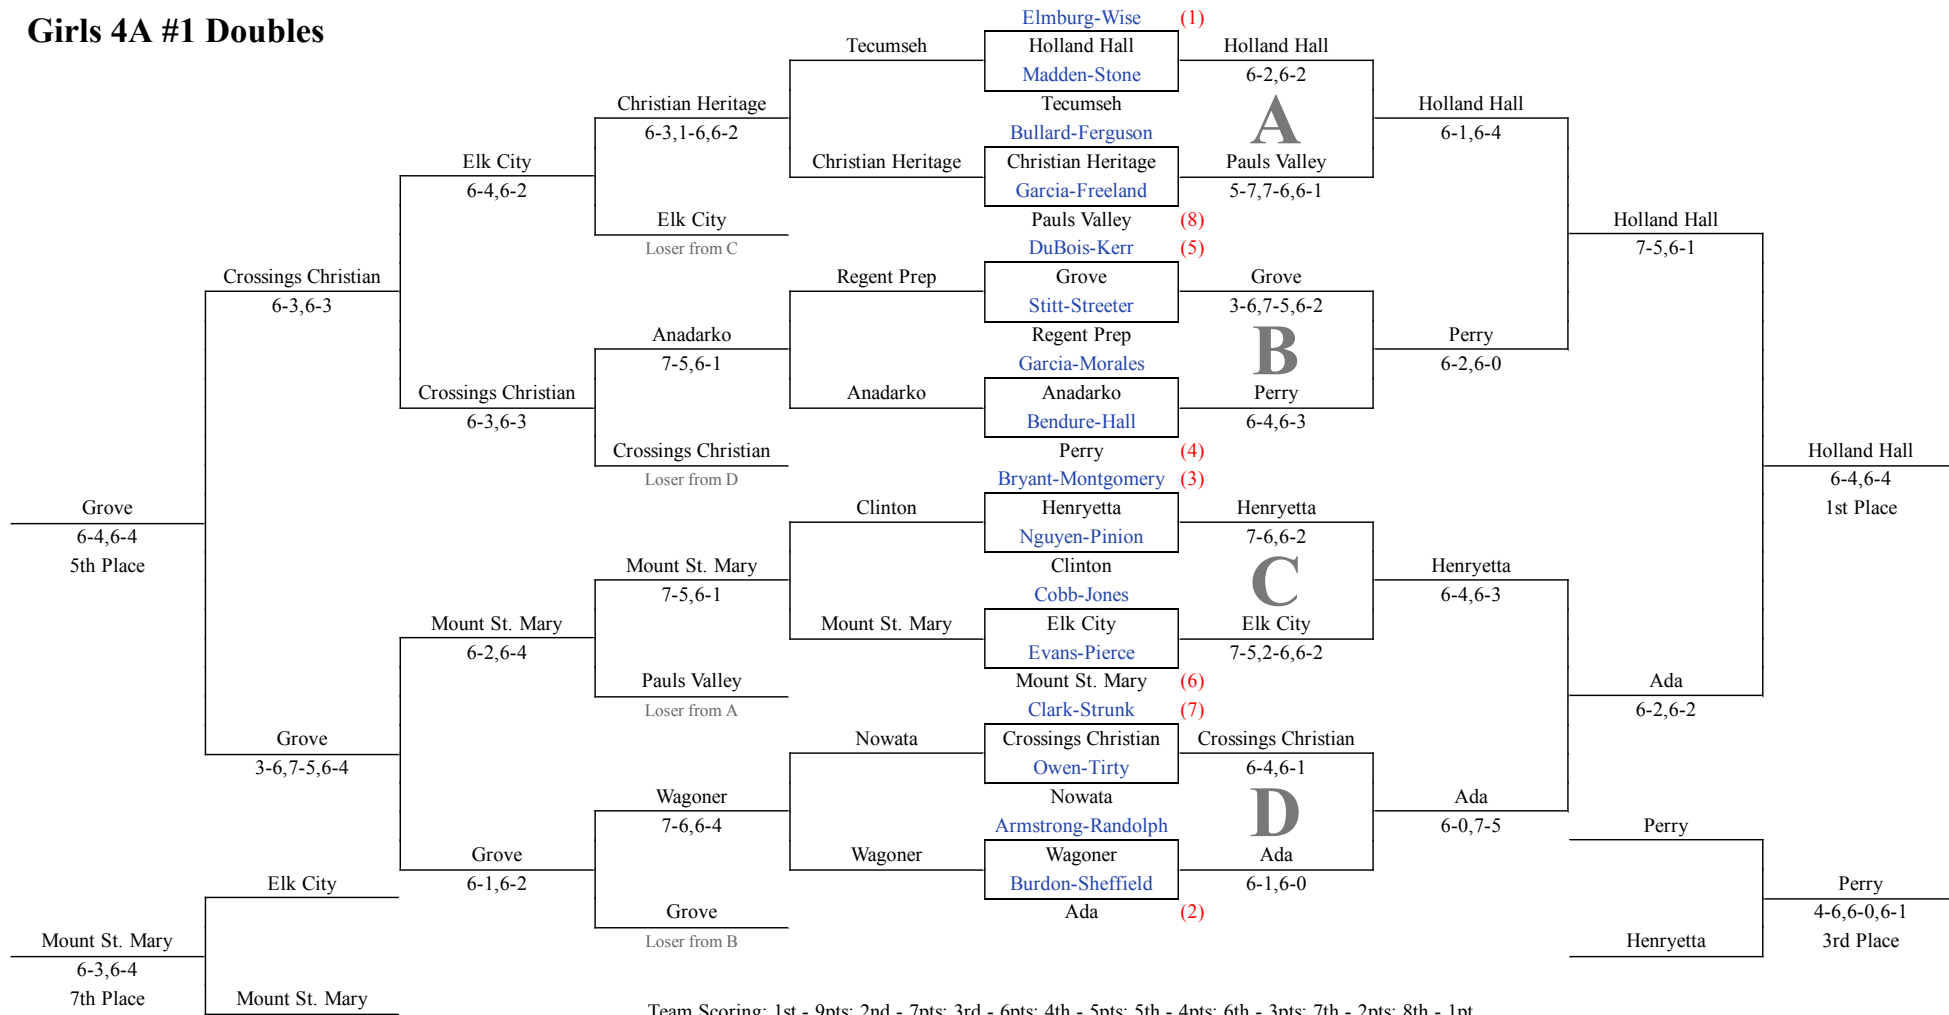 Girls 4A #1 Doubles
Elmburg-Wise (1)
Tecumseh
Holland Hall
Holland Hall
Madden-Stone
6-2,6-2
Christian Heritage
Tecumseh
A
Holland Hall
6-3,1-6,6-2
Bullard-Ferguson
6-1,6-4
Elk City
Christian Heritage
Christian Heritage
Pauls Valley
6-4,6-2
Garcia-Freeland
5-7,7-6,6-1
Elk City
Pauls Valley (8)
Holland Hall
Loser from C
DuBois-Kerr (5)
7-5,6-1
Crossings Christian
Regent Prep
Grove
Grove
6-3,6-3
Stitt-Streeter
3-6,7-5,6-2
Anadarko
Regent Prep
B
Perry
7-5,6-1
Garcia-Morales
6-2,6-0
Crossings Christian
Anadarko
Anadarko
Perry
6-3,6-3
Bendure-Hall
6-4,6-3
Crossings Christian
Perry (4)
Holland Hall
Loser from D
Bryant-Montgomery (3)
6-4,6-4
Grove
Clinton
Henryetta
Henryetta
1st Place
6-4,6-4
Nguyen-Pinion
7-6,6-2
5th Place
Mount St. Mary
Clinton
C
Henryetta
7-5,6-1
Cobb-Jones
6-4,6-3
Mount St. Mary
Mount St. Mary
Elk City
Elk City
6-2,6-4
Evans-Pierce
7-5,2-6,6-2
Pauls Valley
Mount St. Mary (6)
Ada
Loser from A
Clark-Strunk (7)
6-2,6-2
Grove
Nowata
Crossings Christian
Crossings Christian
3-6,7-5,6-4
Owen-Tirty
6-4,6-1
Wagoner
Nowata
D
Ada
7-6,6-4
Armstrong-Randolph
6-0,7-5
Perry
Grove
Wagoner
Wagoner
Ada
Elk City
6-1,6-2
Burdon-Sheffield
6-1,6-0
Perry
Grove
Ada (2)
4-6,6-0,6-1
Mount St. Mary
Loser from B
Henryetta
3rd Place
6-3,6-4
7th Place
Mount St. Mary
Team Scoring: 1st - 9pts; 2nd - 7pts; 3rd - 6pts; 4th - 5pts; 5th - 4pts; 6th - 3pts; 7th - 2pts; 8th - 1pt